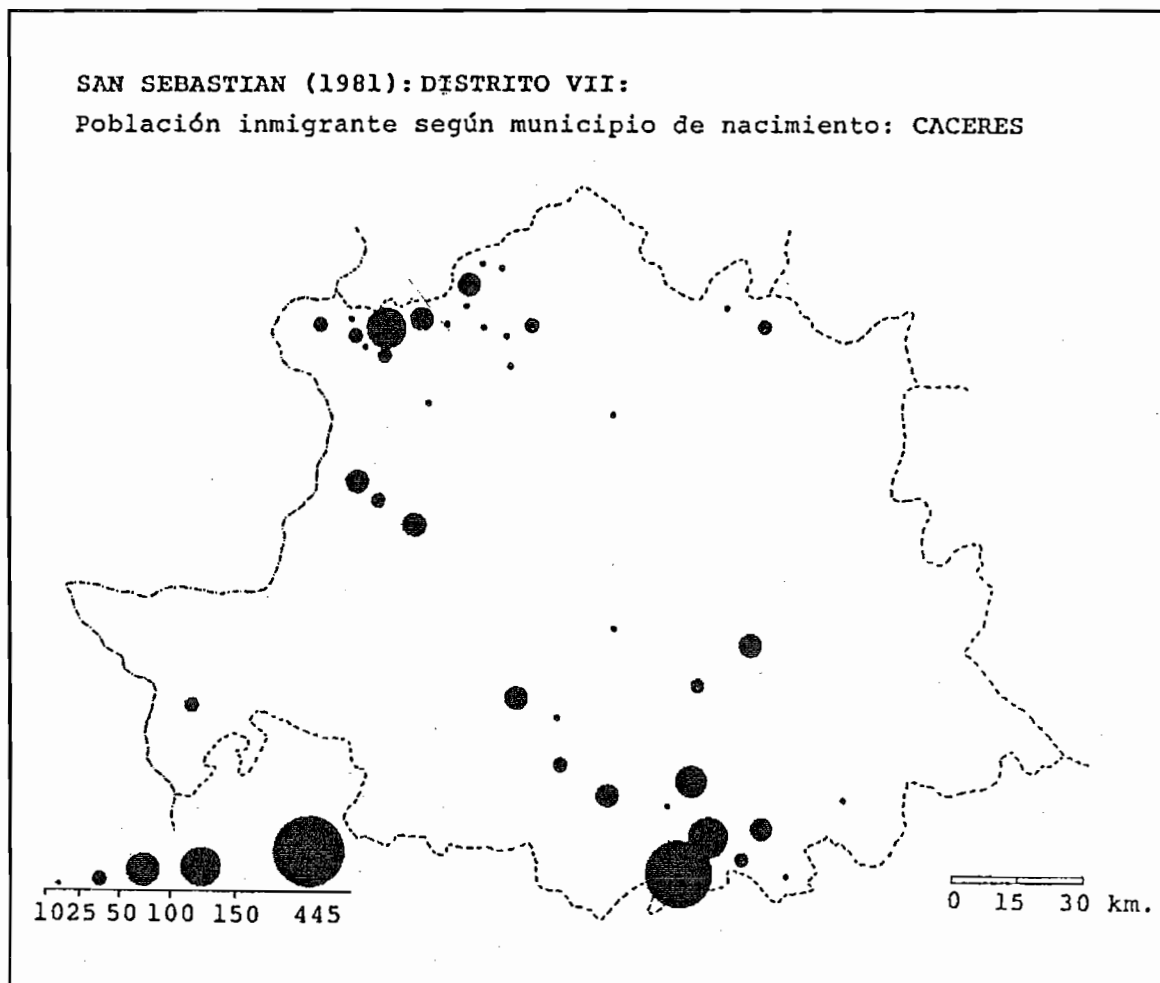 SAN SEBASTIAN (1981): DISTRITO VII:
Población inmigrante según municipio de nacimiento: CACERES
1025 50 100 150 445
0 15 30 km.